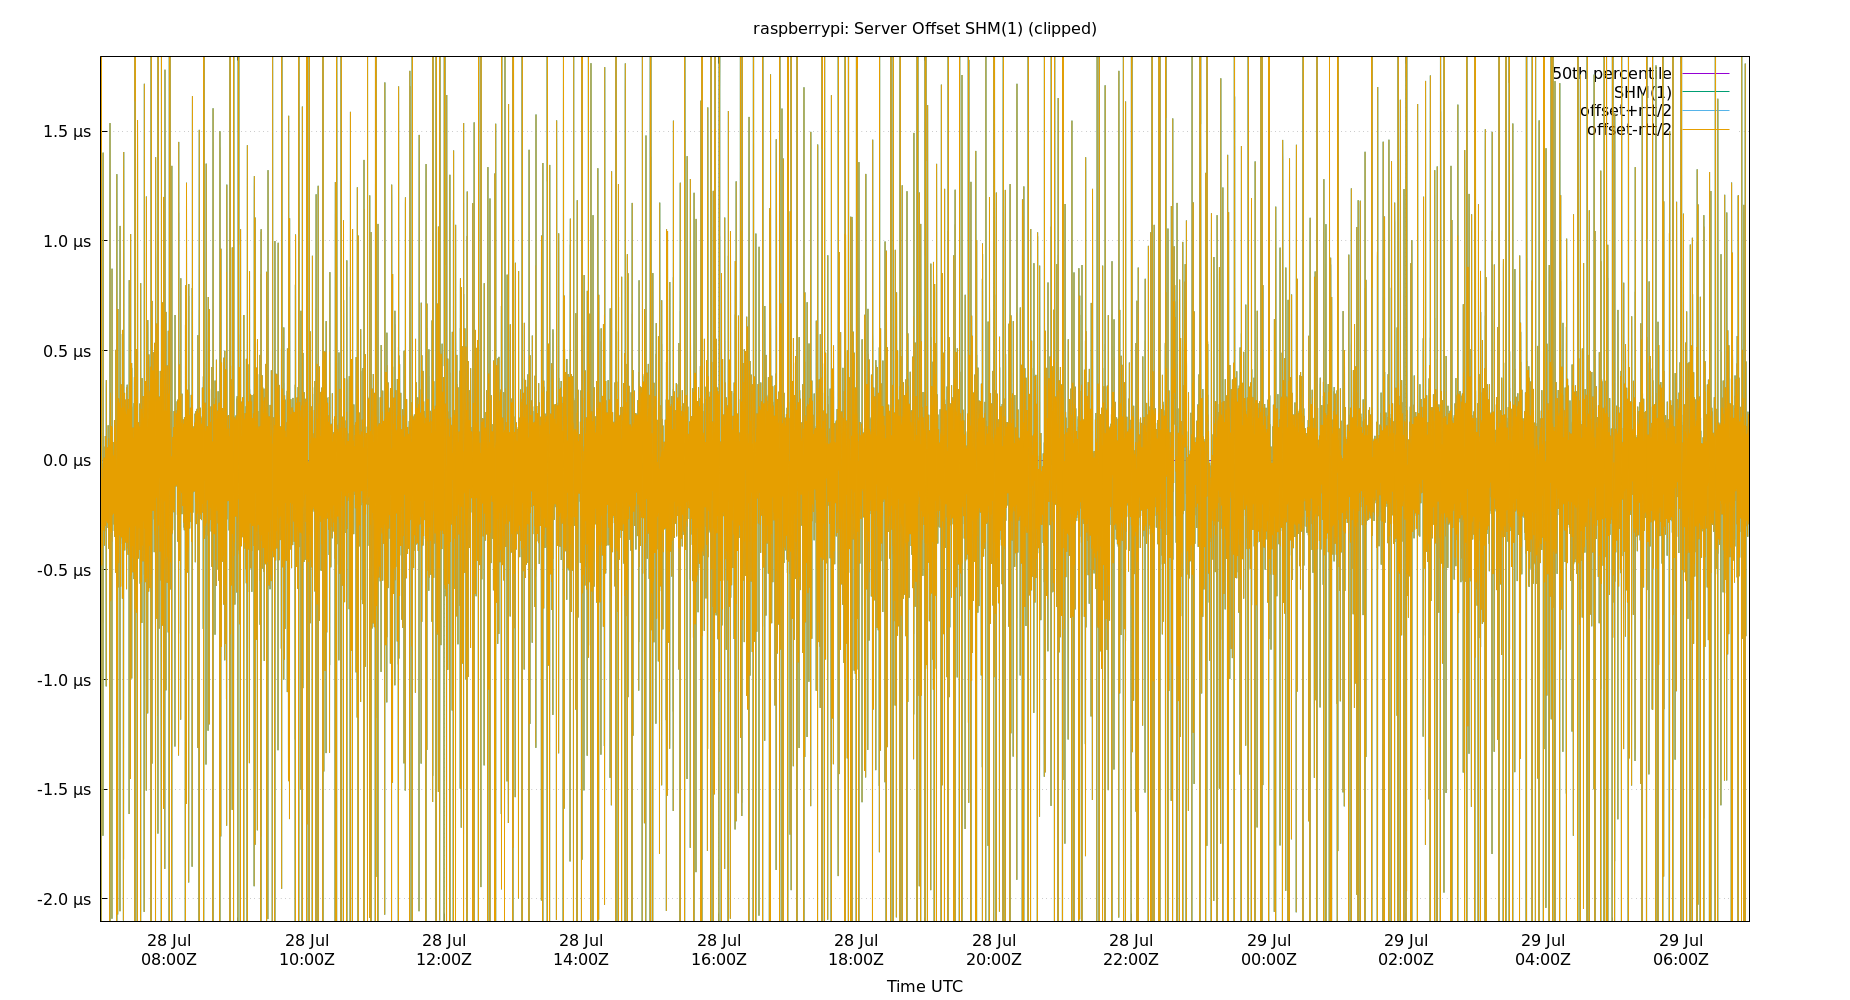 raspberrypi: Server Offset SHM(1) (clipped)
50th percentile
SHM(1)
offset+rtt/2
offset-rtt/2
1.5 µs
1.0 µs
0.5 µs
0.0 µs
-0.5 µs
-1.0 µs
-1.5 µs
-2.0 µs
28 Jul 28 Jul 28 Jul 28 Jul 28 Jul 28 Jul 28 Jul 28 Jul 29 Jul 29 Jul 29 Jul 29 Jul
08:00Z 10:00Z 12:00Z 14:00Z 16:00Z 18:00Z 20:00Z 22:00Z 00:00Z 02:00Z 04:00Z 06:00Z
Time UTC